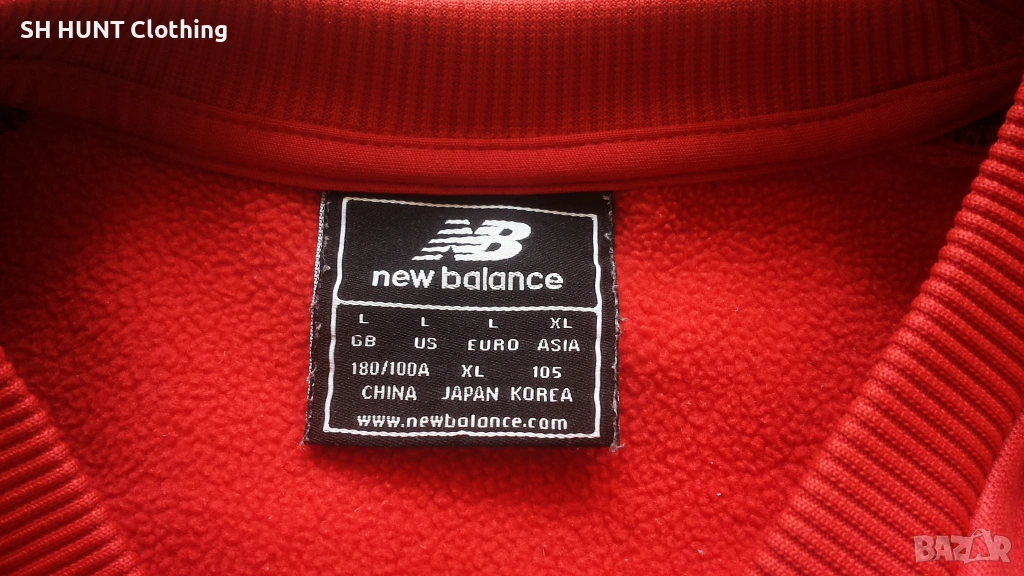 SH HUNT Clothing
NB
new balance
L L L XL
GB US EURO ASIA
180/100A XL 105
CHINA JAPAN KOREA
www.newbalance.com
BAZAR